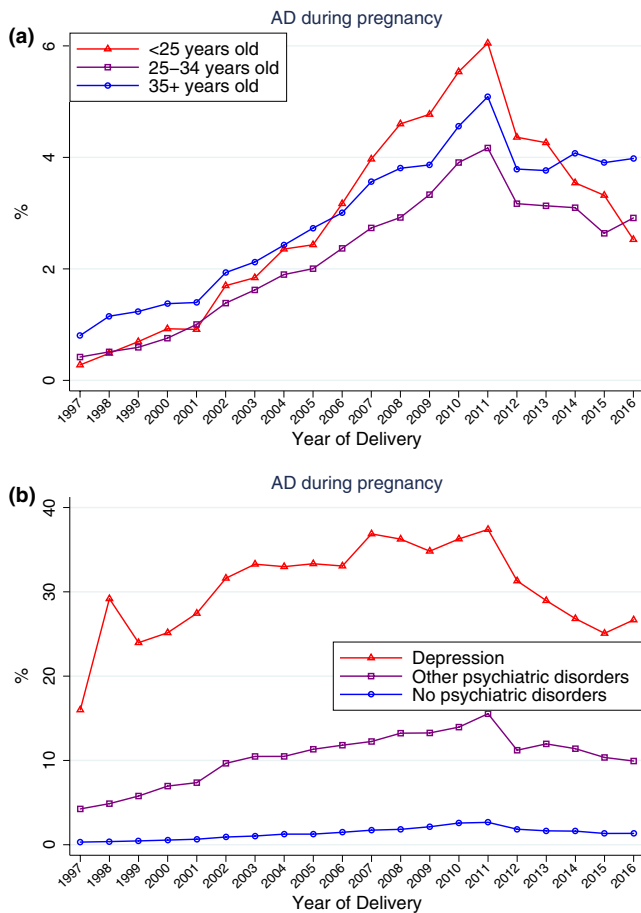 AD during pregnancy
(a)
<25 years old
25–34 years old
35+ years old
6
4
2
0
%
1997 1998 1999 2000 2001 2002 2003 2004 2005 2006 2007 2008 2009 2010 2011 2012 2013 2014 2015 2016
Year of Delivery
AD during pregnancy
(b)
40
30
20
10
0
%
Depression
Other psychiatric disorders
No psychiatric disorders
1997 1998 1999 2000 2001 2002 2003 2004 2005 2006 2007 2008 2009 2010 2011 2012 2013 2014 2015 2016
Year of Delivery